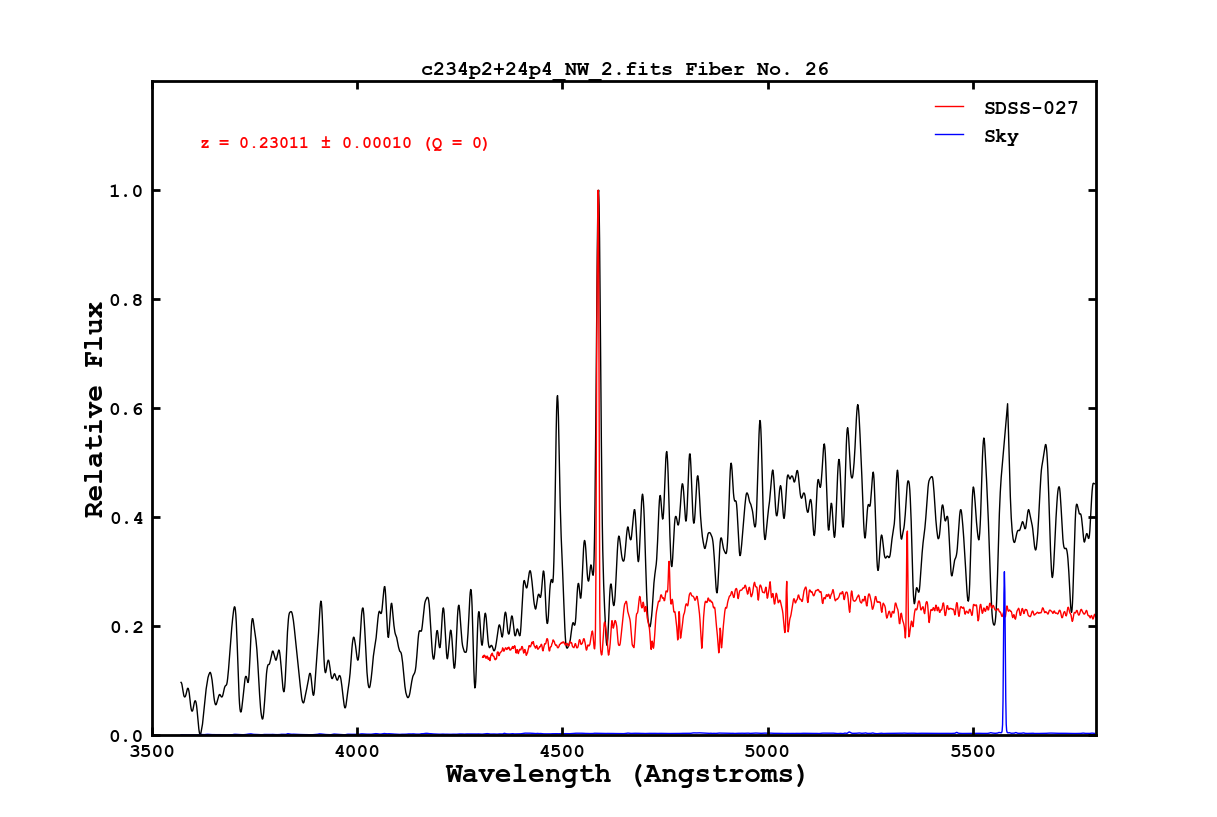 c234p2+24p4_NW_2.fits Fiber No. 26
SDSS-027
Sky
z = 0.23011 ± 0.00010 (Q = 0)
1.0
0.8
0.6
0.4
0.2
0.0
Relative Flux
3500 4000 4500 5000 5500
Wavelength (Angstroms)